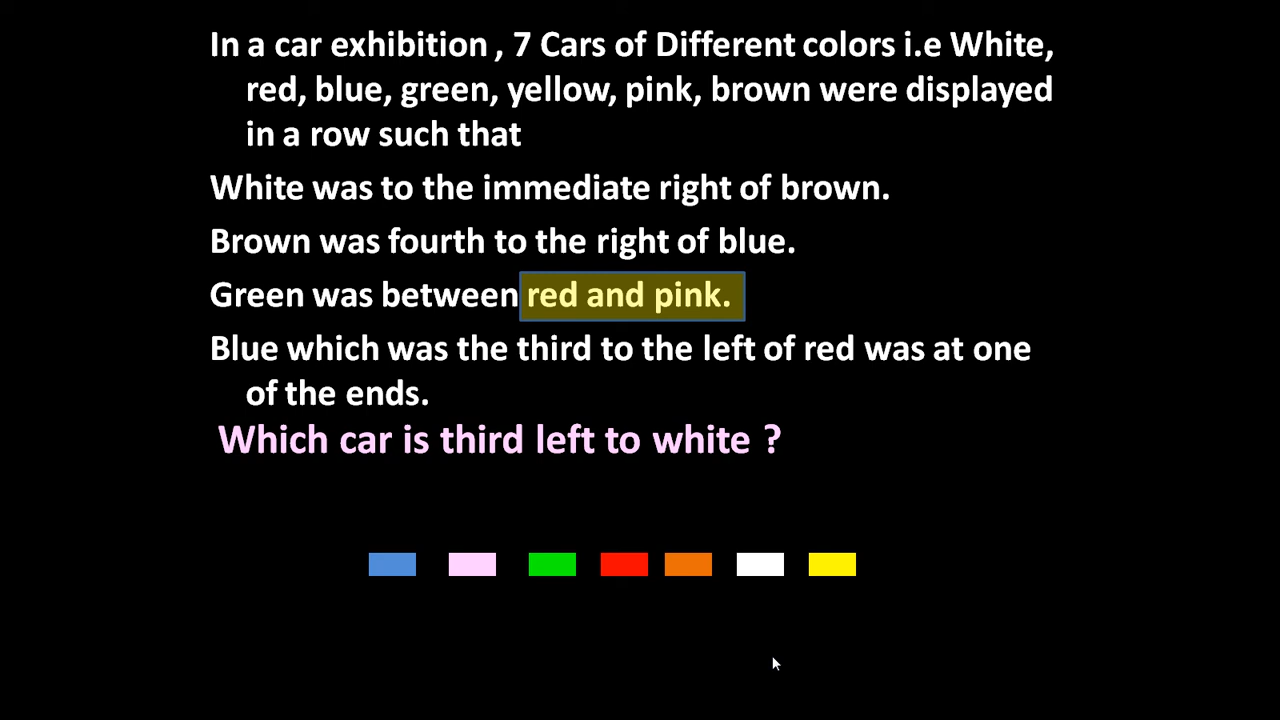 In a car exhibition , 7 Cars of Different colors i.e White,
red, blue, green, yellow, pink, brown were displayed
in a row such that
White was to the immediate right of brown.
Brown was fourth to the right of blue.
Green was between red and pink.
Blue which was the third to the left of red was at one
of the ends.
Which car is third left to white ?